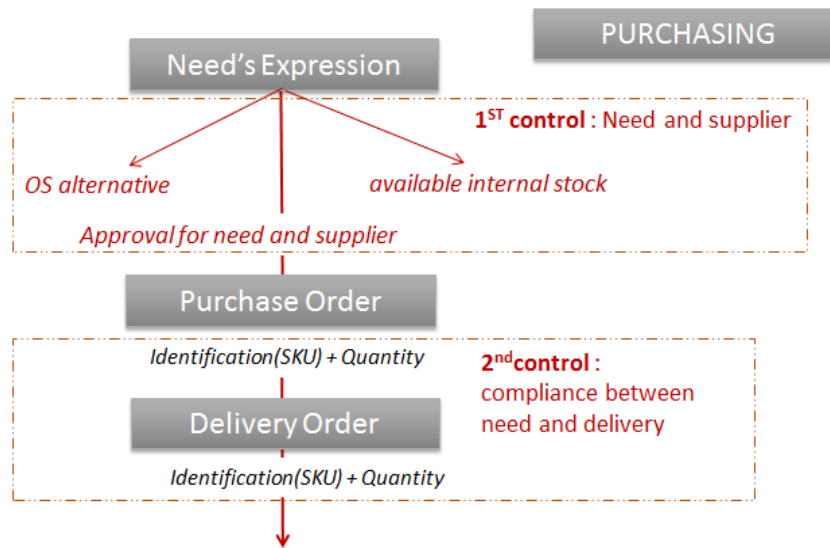 PURCHASING
Need's Expression
1ST control : Need and supplier
OS alternative
available internal stock
Approval for need and supplier
Purchase Order
Identification(SKU) + Quantity
2nd control :
compliance between
need and delivery
Delivery Order
Identification(SKU) + Quantity